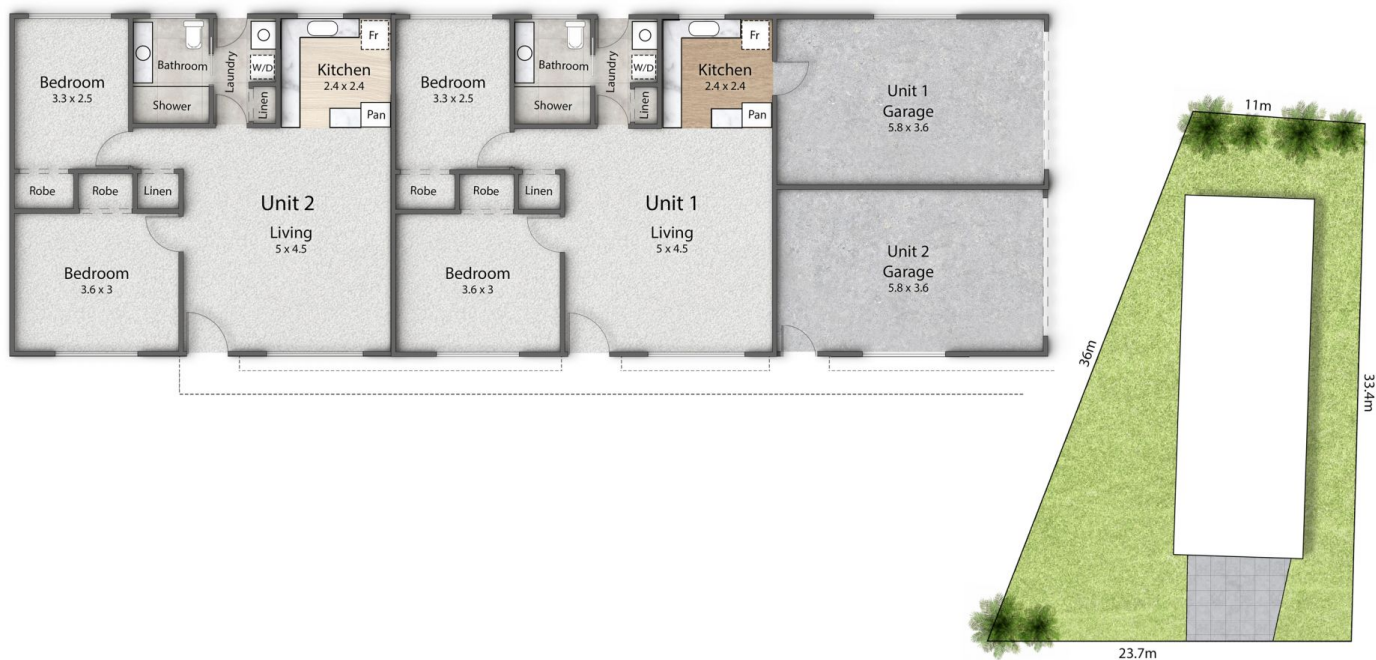 Bedroom
3.3 x 2.5
Bathroom
Shower
Laundry
W/D
Linen
Kitchen
2.4 x 2.4
Fr
Pan
Robe
Robe
Linen
Unit 2
Living
5 x 4.5
Bedroom
3.6 x 3
Bedroom
3.3 x 2.5
Bathroom
Shower
Laundry
W/D
Linen
Kitchen
2.4 x 2.4
Fr
Pan
Robe
Robe
Linen
Unit 1
Living
5 x 4.5
Bedroom
3.6 x 3
Unit 1
Garage
5.8 x 3.6
Unit 2
Garage
5.8 x 3.6
11m
36m
33.4m
23.7m